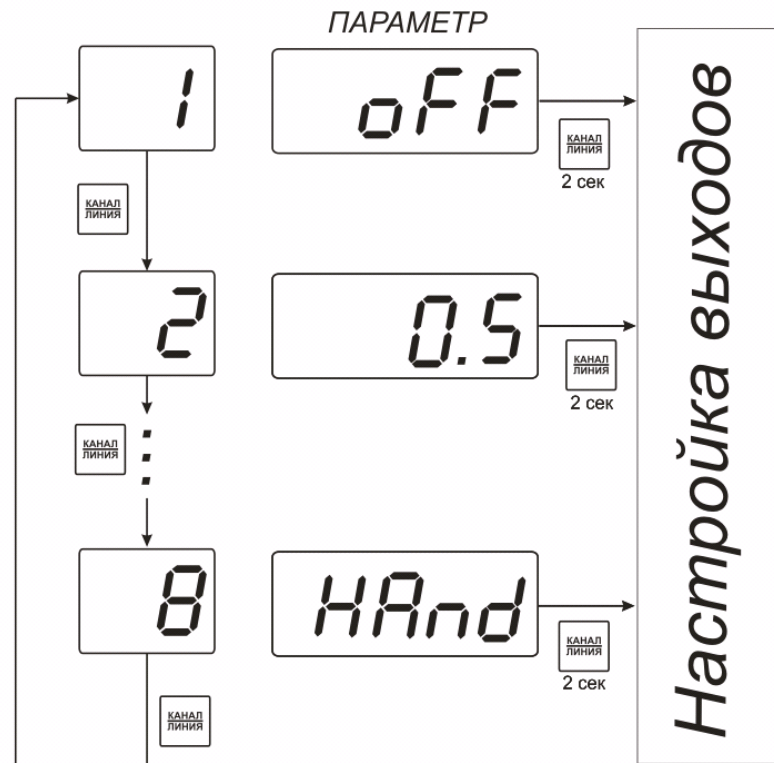 ПАРАМЕТР
1
oFF
КАНАЛ
ЛИНИЯ
2 сек
КАНАЛ
ЛИНИЯ
2
0.5
КАНАЛ
ЛИНИЯ
2 сек
КАНАЛ
ЛИНИЯ
8
HAnd
КАНАЛ
ЛИНИЯ
2 сек
КАНАЛ
ЛИНИЯ
Настройка выходов